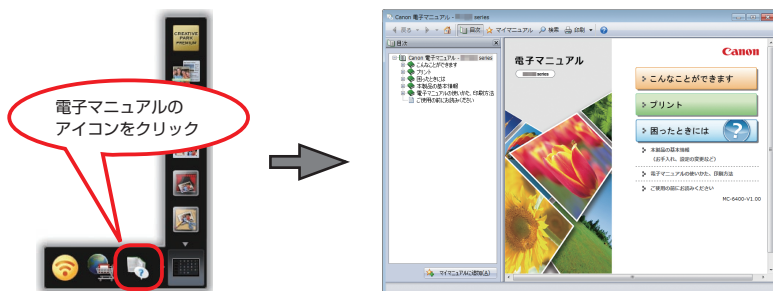 CREATIVE
PARK
PREMIUM
電子マニュアルの
アイコンをクリック
Canon 電子マニュアル - series
戻る
目次
マイマニュアル
検索
印刷
目次
Canon 電子マニュアル - series
こんなことができます
プリント
困ったときには
本製品の基本情報
電子マニュアルの使いかた、印刷方法
ご使用の前にお読みください
マイマニュアルに追加(A)
電子マニュアル
series
Canon
こんなことができます
プリント
困ったときには
本製品の基本情報
(お手入れ、設定の変更など)
電子マニュアルの使いかた、印刷方法
ご使用の前にお読みください
MC-6400-V1.00